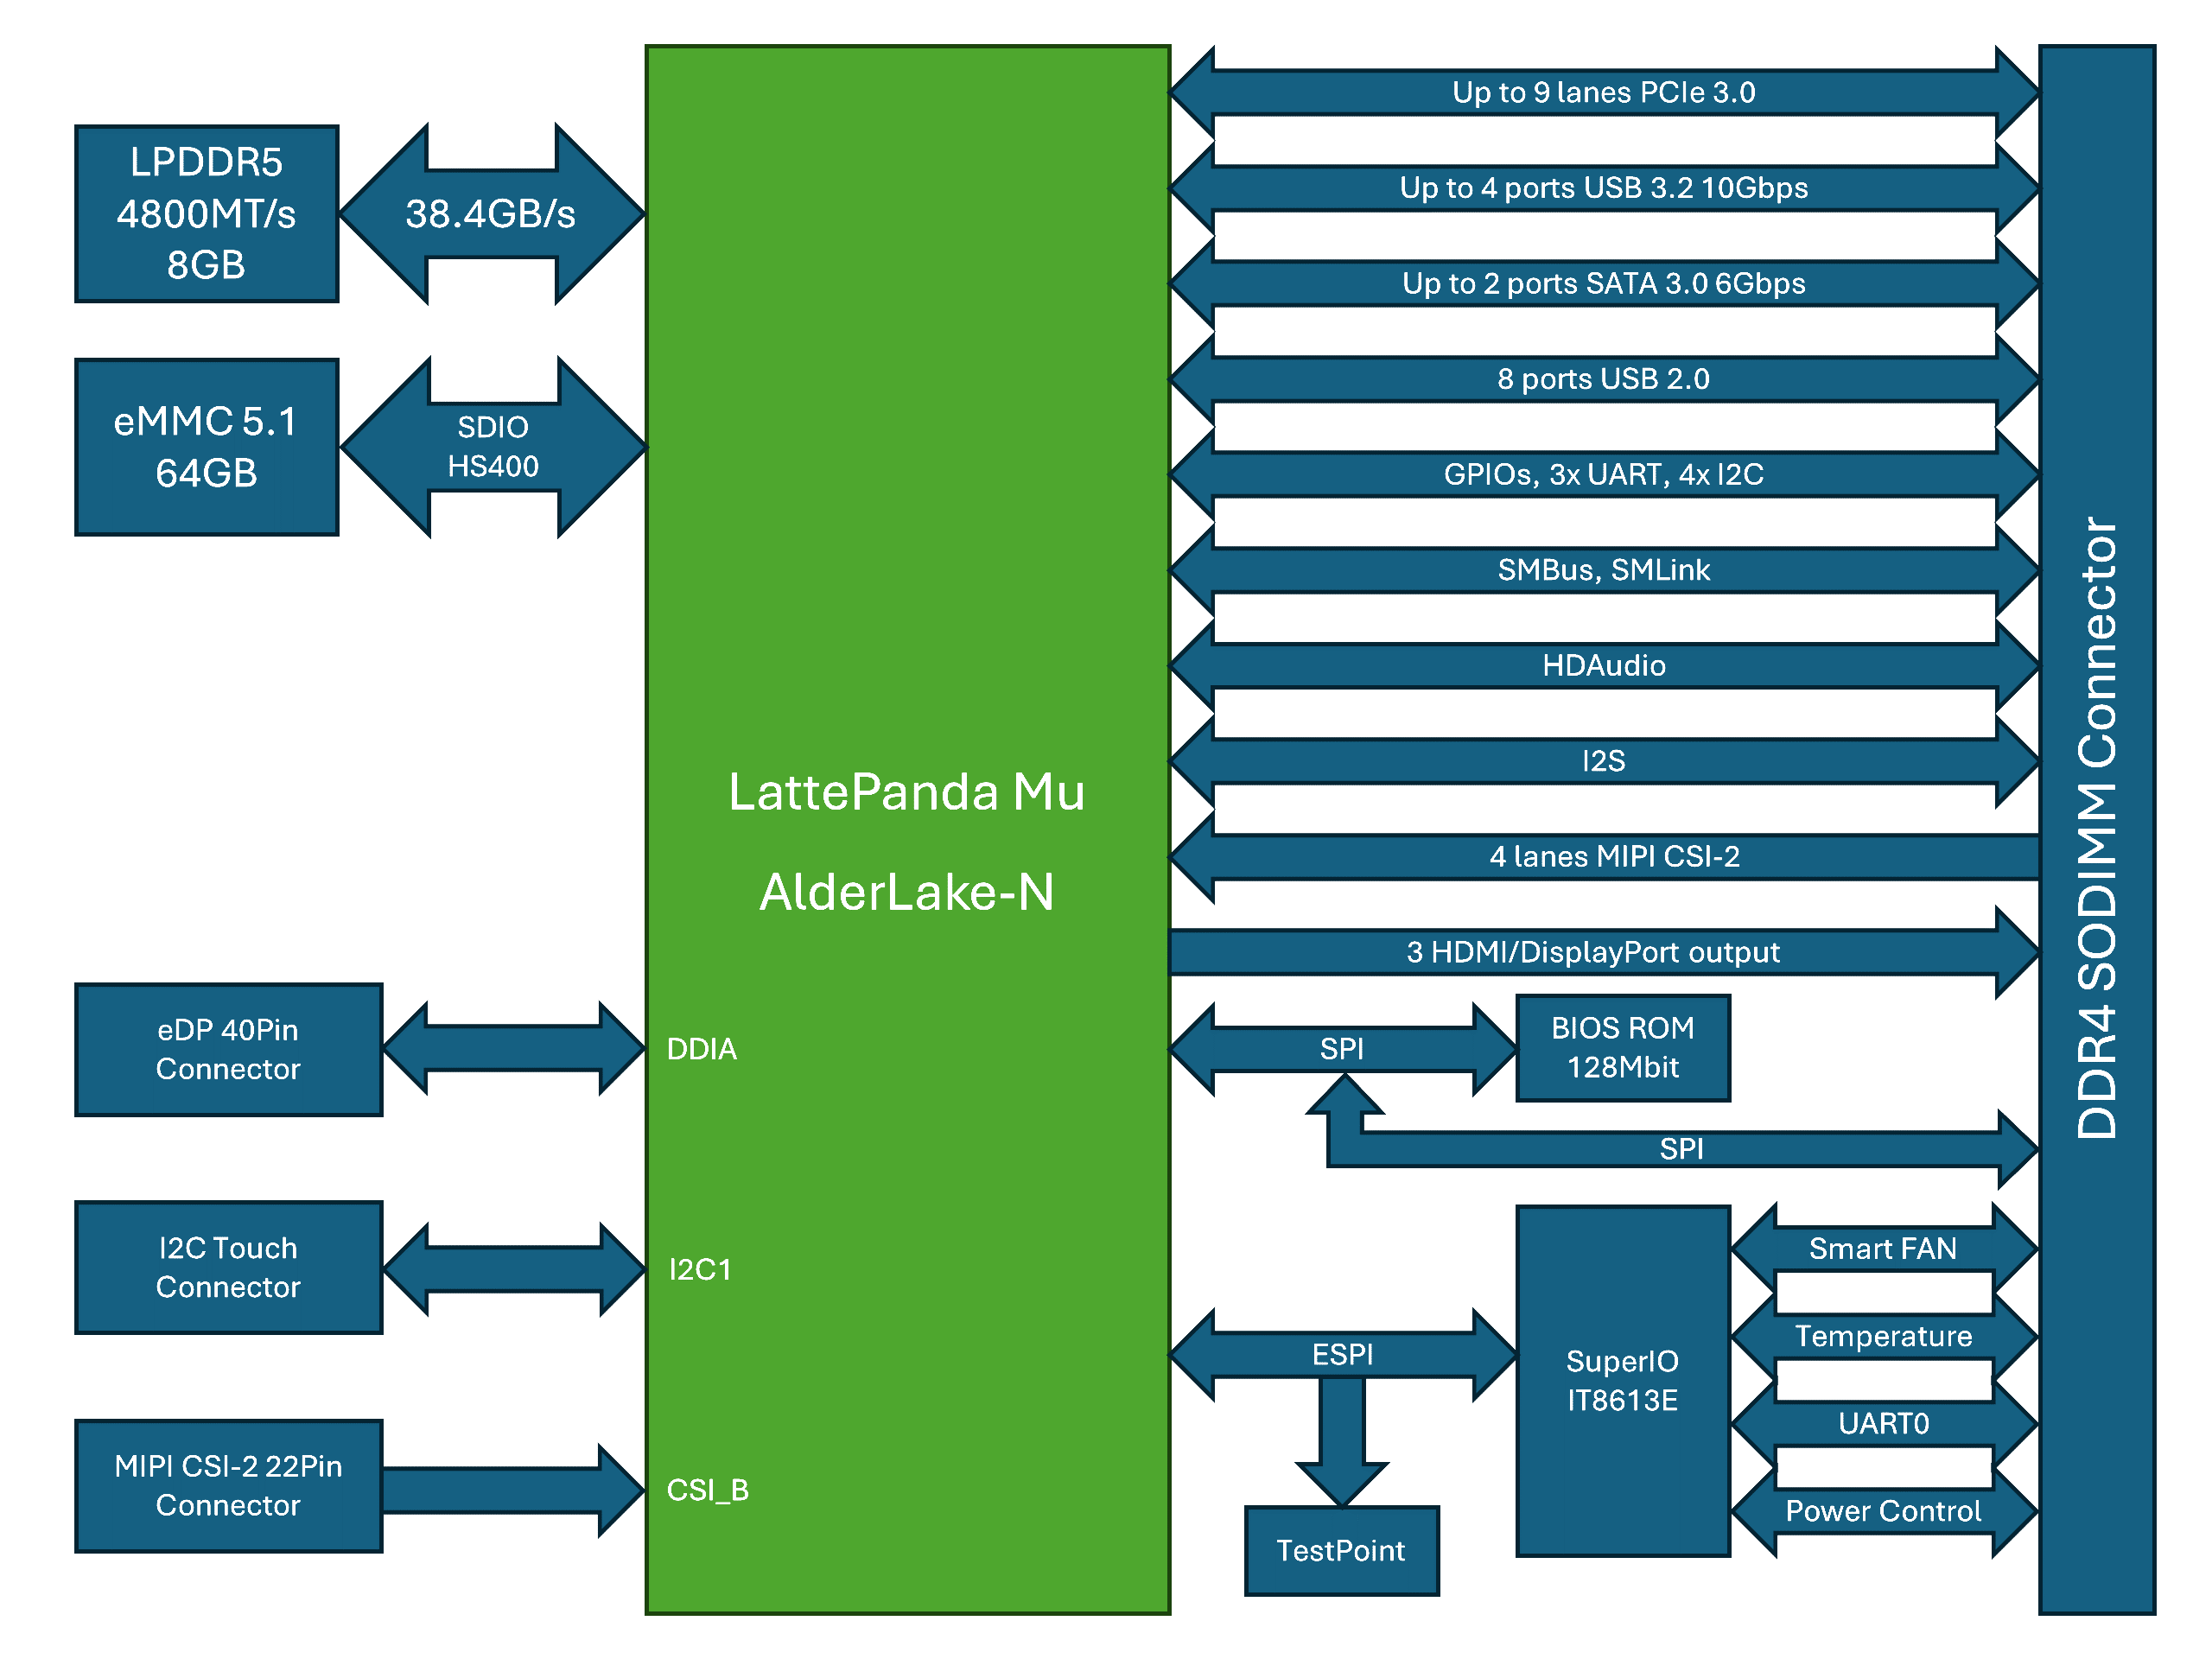 LPDDR5
4800MT/s
8GB
38.4GB/s
eMMC 5.1
64GB
SDIO
HS400
eDP 40Pin
Connector
I2C Touch
Connector
MIPI CSI-2 22Pin
Connector
LattePanda Mu
AlderLake-N
DDIA
I2C1
CSI_B
Up to 9 lanes PCIe 3.0
Up to 4 ports USB 3.2 10Gbps
Up to 2 ports SATA 3.0 6Gbps
8 ports USB 2.0
GPIOs, 3x UART, 4x I2C
SMBus, SMLink
HDAudio
I2S
4 lanes MIPI CSI-2
3 HDMI/DisplayPort output
SPI
BIOS ROM
128Mbit
SPI
ESPI
SuperIO
IT8613E
TestPoint
Smart FAN
Temperature
UART0
Power Control
DDR4 SODIMM Connector